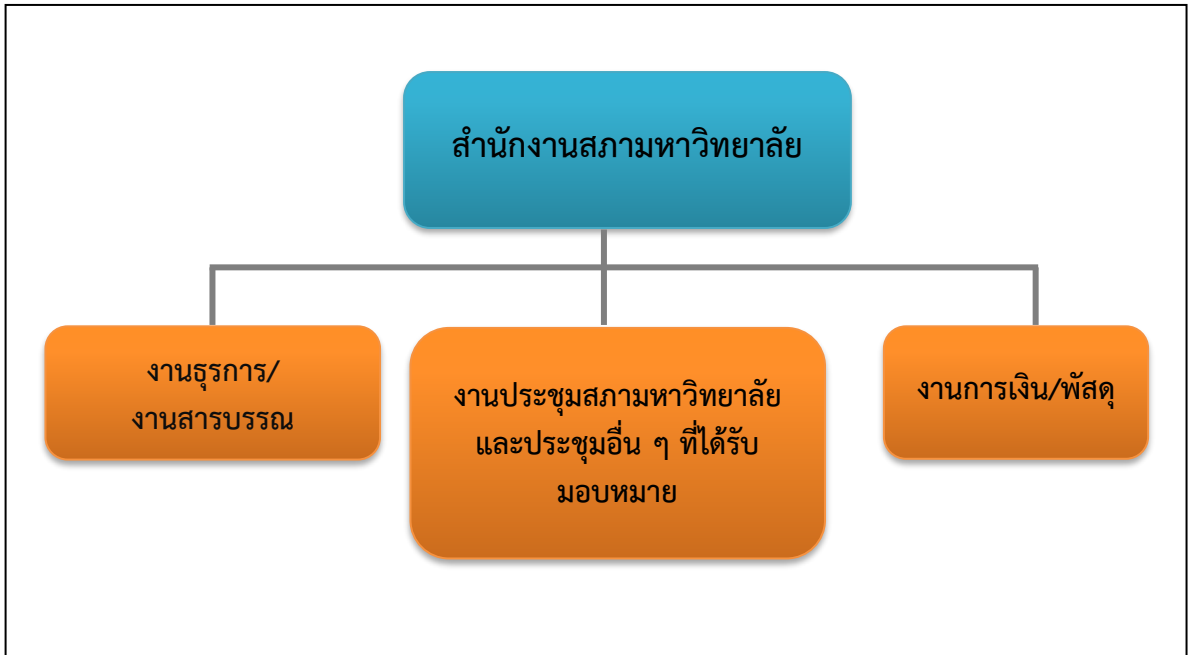 สำนักงานสภามหาวิทยาลัย
งานธุรการ/
งานสารบรรณ
งานประชุมสภามหาวิทยาลัย
และประชุมอื่น ๆ ที่ได้รับ
มอบหมาย
งานการเงิน/พัสดุ